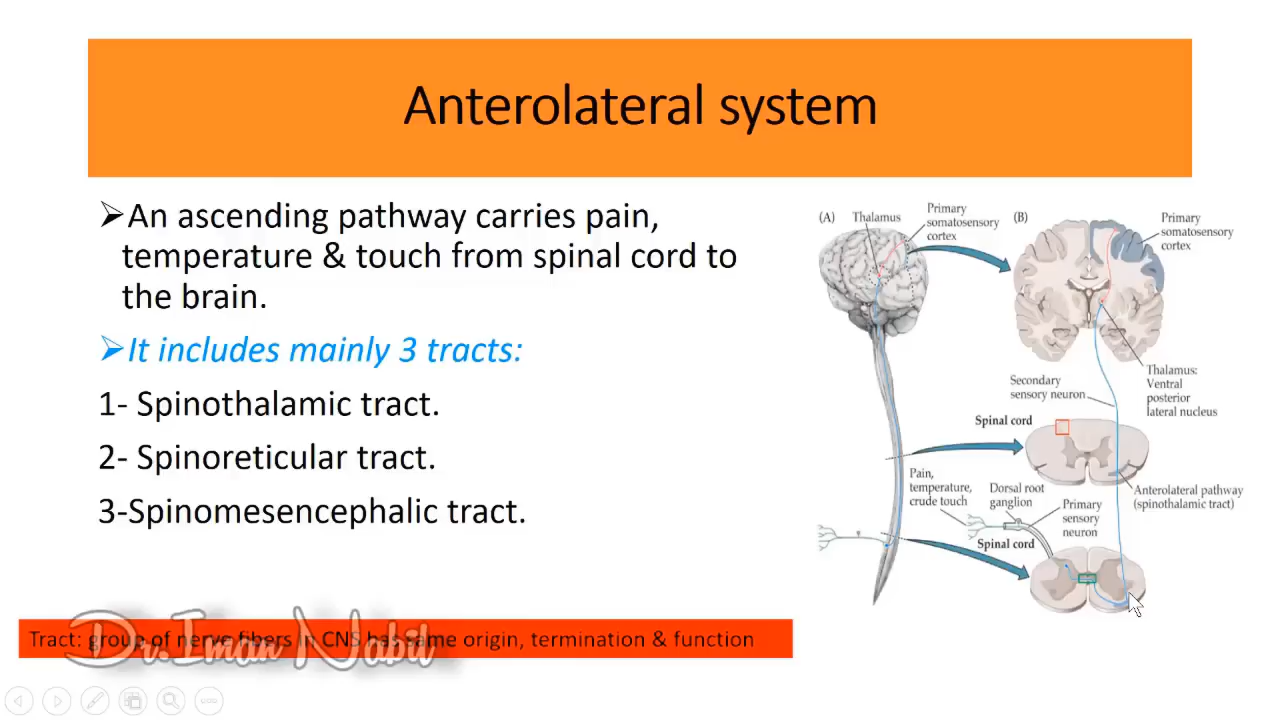 Anterolateral system
➢An ascending pathway carries pain,
temperature & touch from spinal cord to
the brain.
➢It includes mainly 3 tracts:
1- Spinothalamic tract.
2- Spinoreticular tract.
3-Spinomesencephalic tract.
Tract: group of nerve fibers in CNS has same origin, termination & function
Dr.Iman Nabil
(A)
Thalamus
Primary
somatosensory
cortex
(B)
Primary
somatosensory
cortex
Thalamus:
Ventral
posterior
lateral nucleus
Secondary
sensory neuron
Spinal cord
Anterolateral pathway
(spinothalamic tract)
Pain,
temperature,
crude touch
Dorsal root
ganglion
Primary
sensory
neuron
Spinal cord